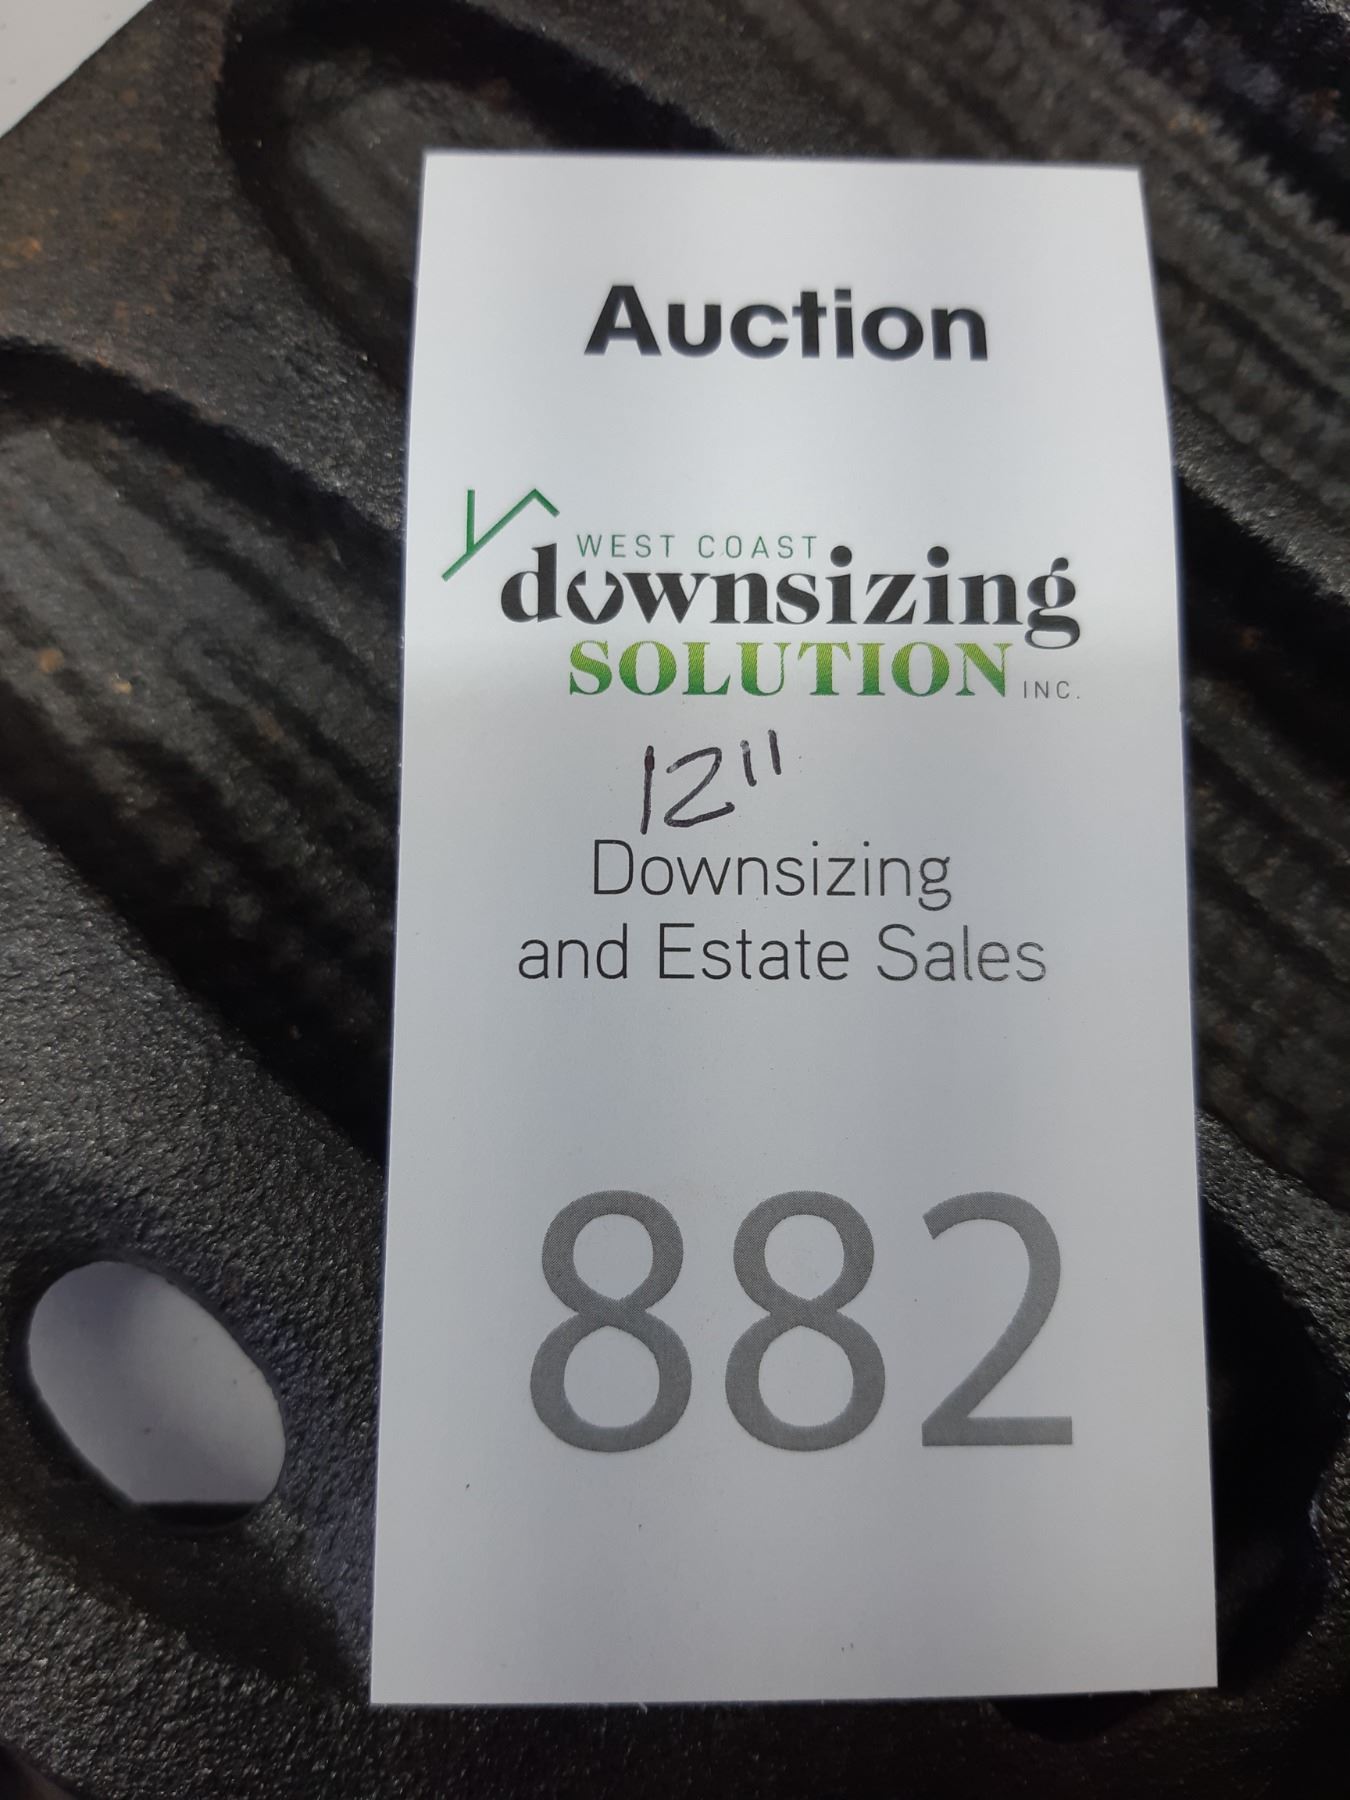 Auction
WEST COAST
downsizing
SOLUTION INC.
12"
Downsizing
and Estate Sales
882